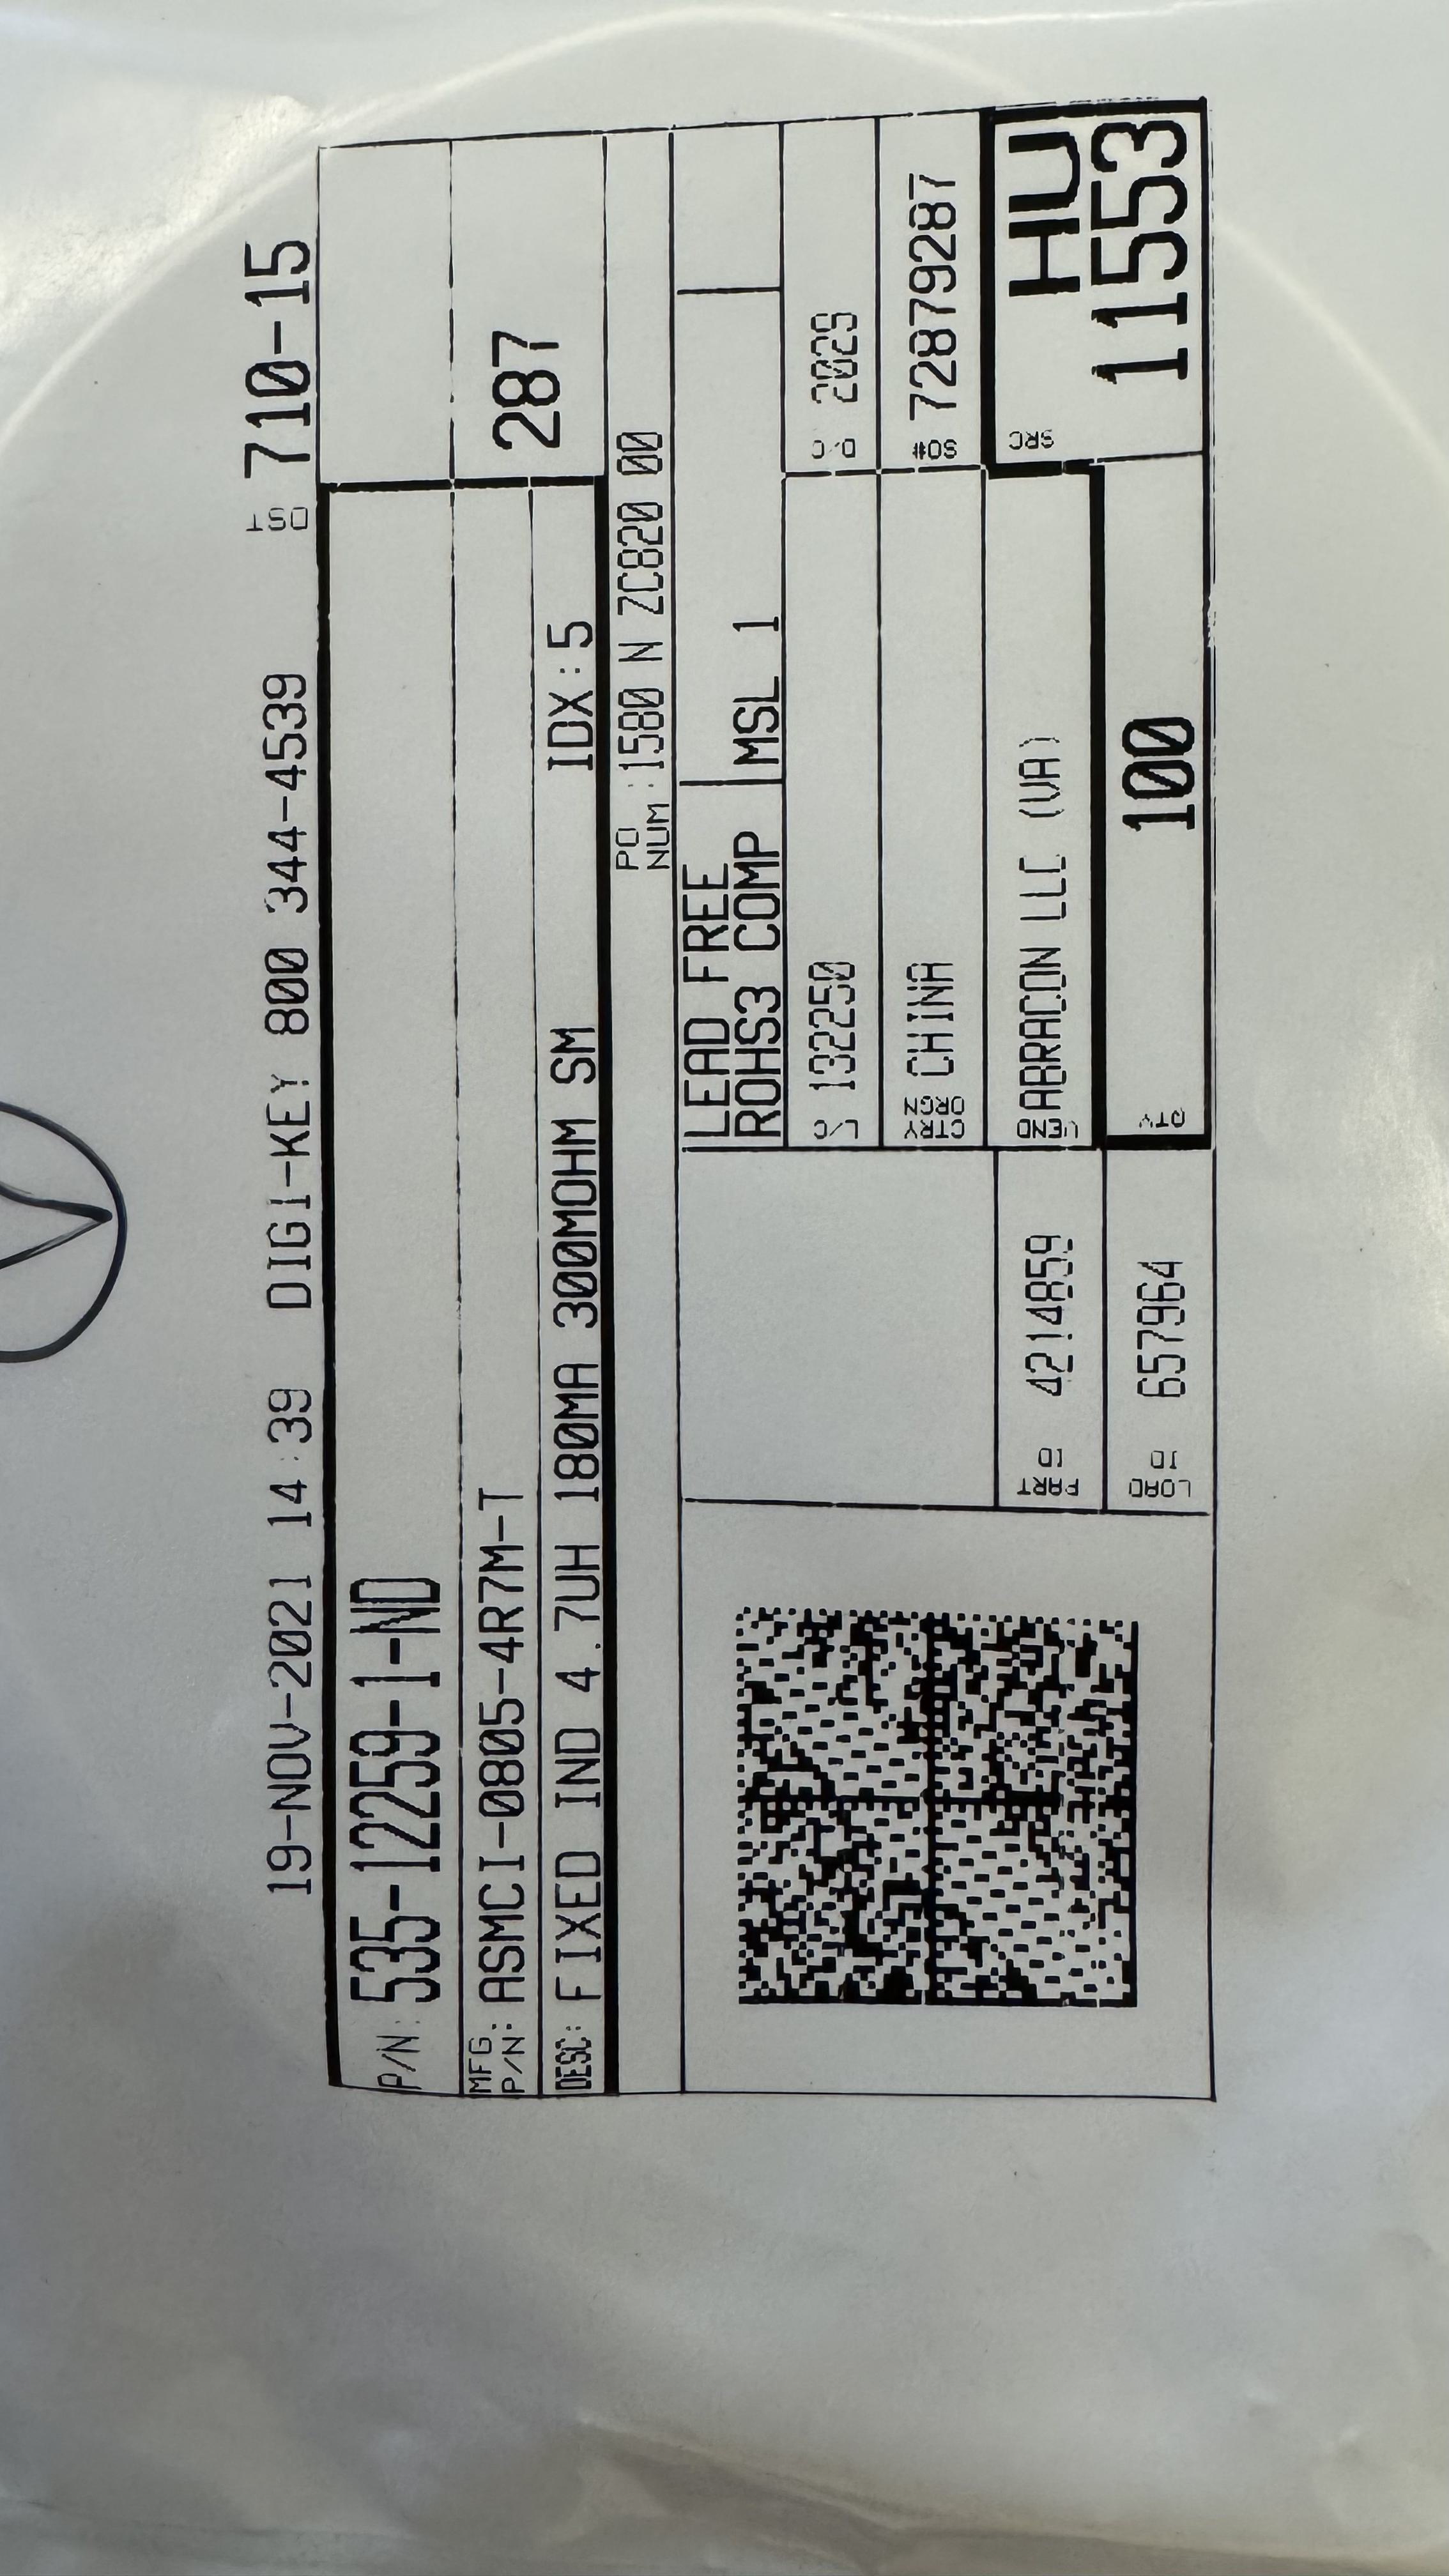 19-NOV-2021 14:39 DIGI-KEY 800 344-4539 DST 710-15
P/N: 535-12259-1-ND
MFG P/N: ASMCI-0805-4R7M-T 287
DESC: FIXED IND 4.7UH 180MA 300MOHM SM IDX:5
PO NUM: 1580 N ZC820 00
LEAD FREE
ROHS3 COMP MSL 1
L/C 132250 D/C 2029
CTRY ORGN CHINA SO# 72879287
PART ID 4214859 VEND ABRACON LLC (VA) SRC HU
LOAD ID 657964 QTY 100 11553